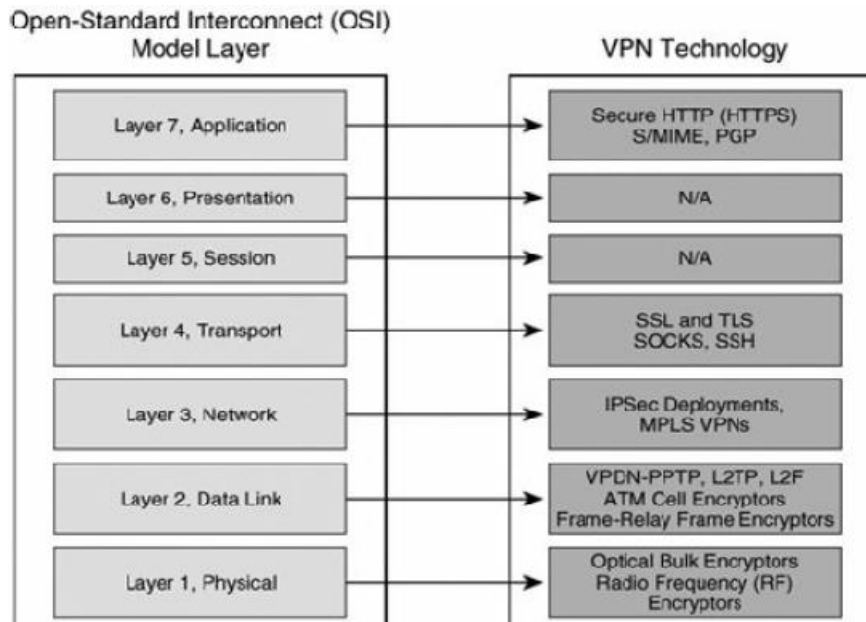 Open-Standard Interconnect (OSI)
Model Layer
VPN Technology
Layer 7, Application
Secure HTTP (HTTPS)
S/MIME, PGP
Layer 6, Presentation
N/A
Layer 5, Session
N/A
Layer 4, Transport
SSL and TLS
SOCKS, SSH
Layer 3, Network
IPSec Deployments,
MPLS VPNs
Layer 2, Data Link
VPDN-PPTP, L2TP, L2F
ATM Cell Encryptors
Frame-Relay Frame Encryptors
Layer 1, Physical
Optical Bulk Encryptors
Radio Frequency (RF)
Encryptors